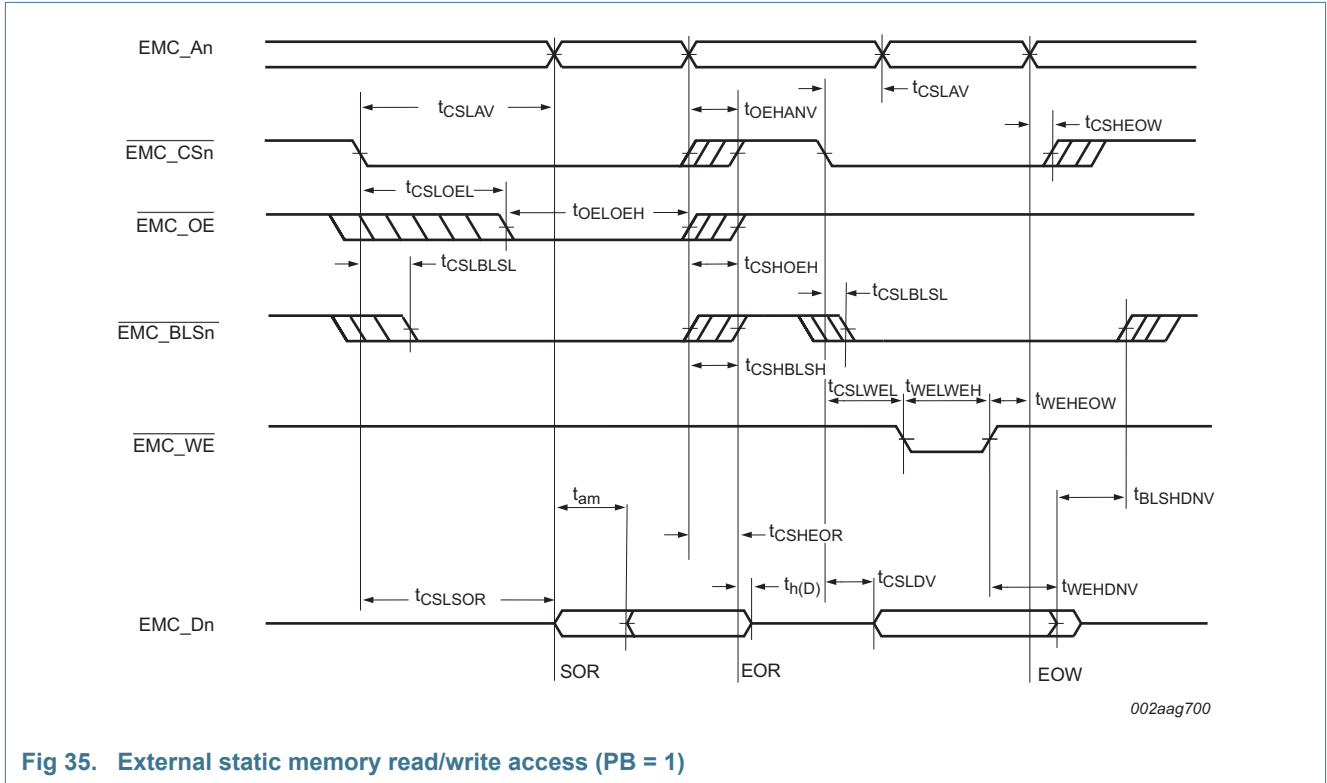 EMC_An
tCSLAV
tOEHANV
tCSLAV
tCSHEOW
EMC_CSn
tCSLOEL
tOELOEH
EMC_OE
tCSLBLSL
tCSHOEH
tCSLBLSL
EMC_BLSn
tCSHBLSH
tCSLWEL
tWELWEH
tWEHEOW
EMC_WE
tam
tBLSHDNV
tCSHEOR
tCSLSOR
th(D)
tCSLDV
tWEHDNV
EMC_Dn
SOR
EOR
EOW
002aag700
Fig 35. External static memory read/write access (PB = 1)